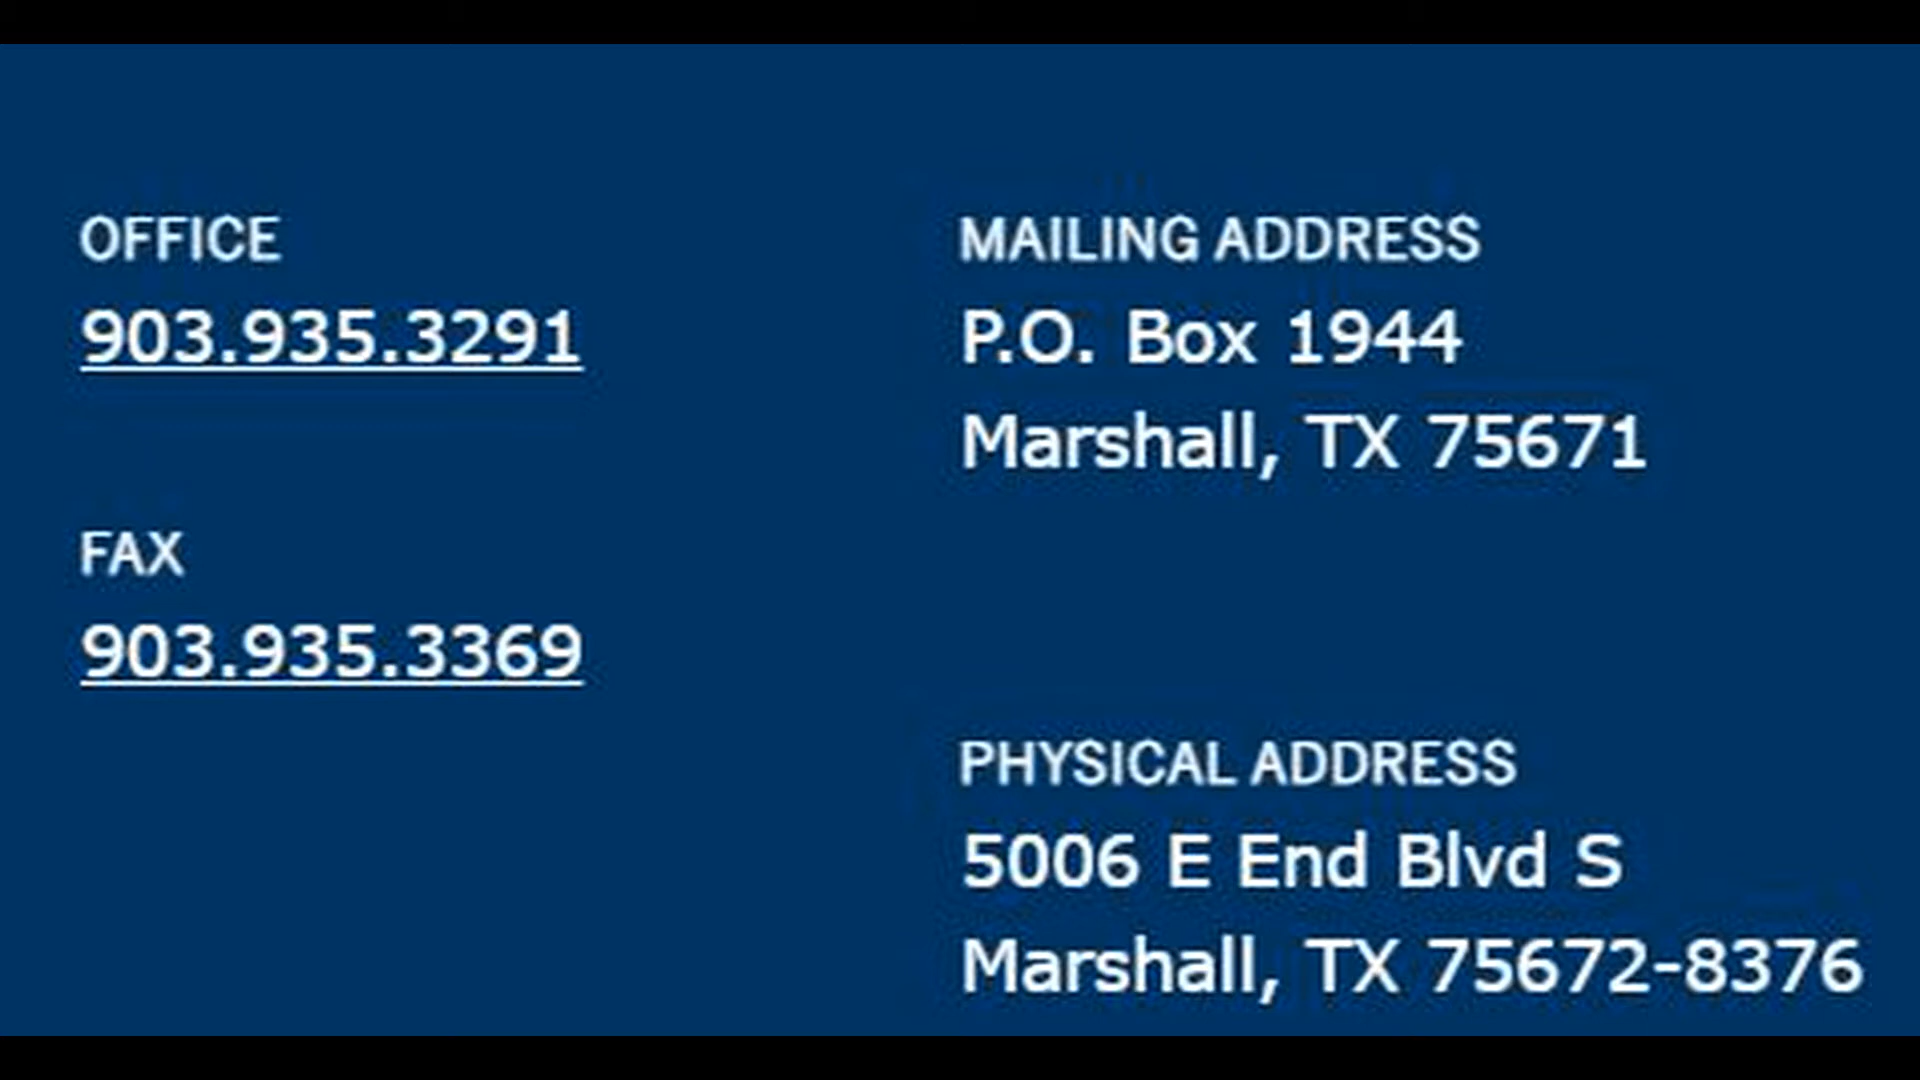 OFFICE
903.935.3291
FAX
903.935.3369
MAILING ADDRESS
P.O. Box 1944
Marshall, TX 75671
PHYSICAL ADDRESS
5006 E End Blvd S
Marshall, TX 75672-8376